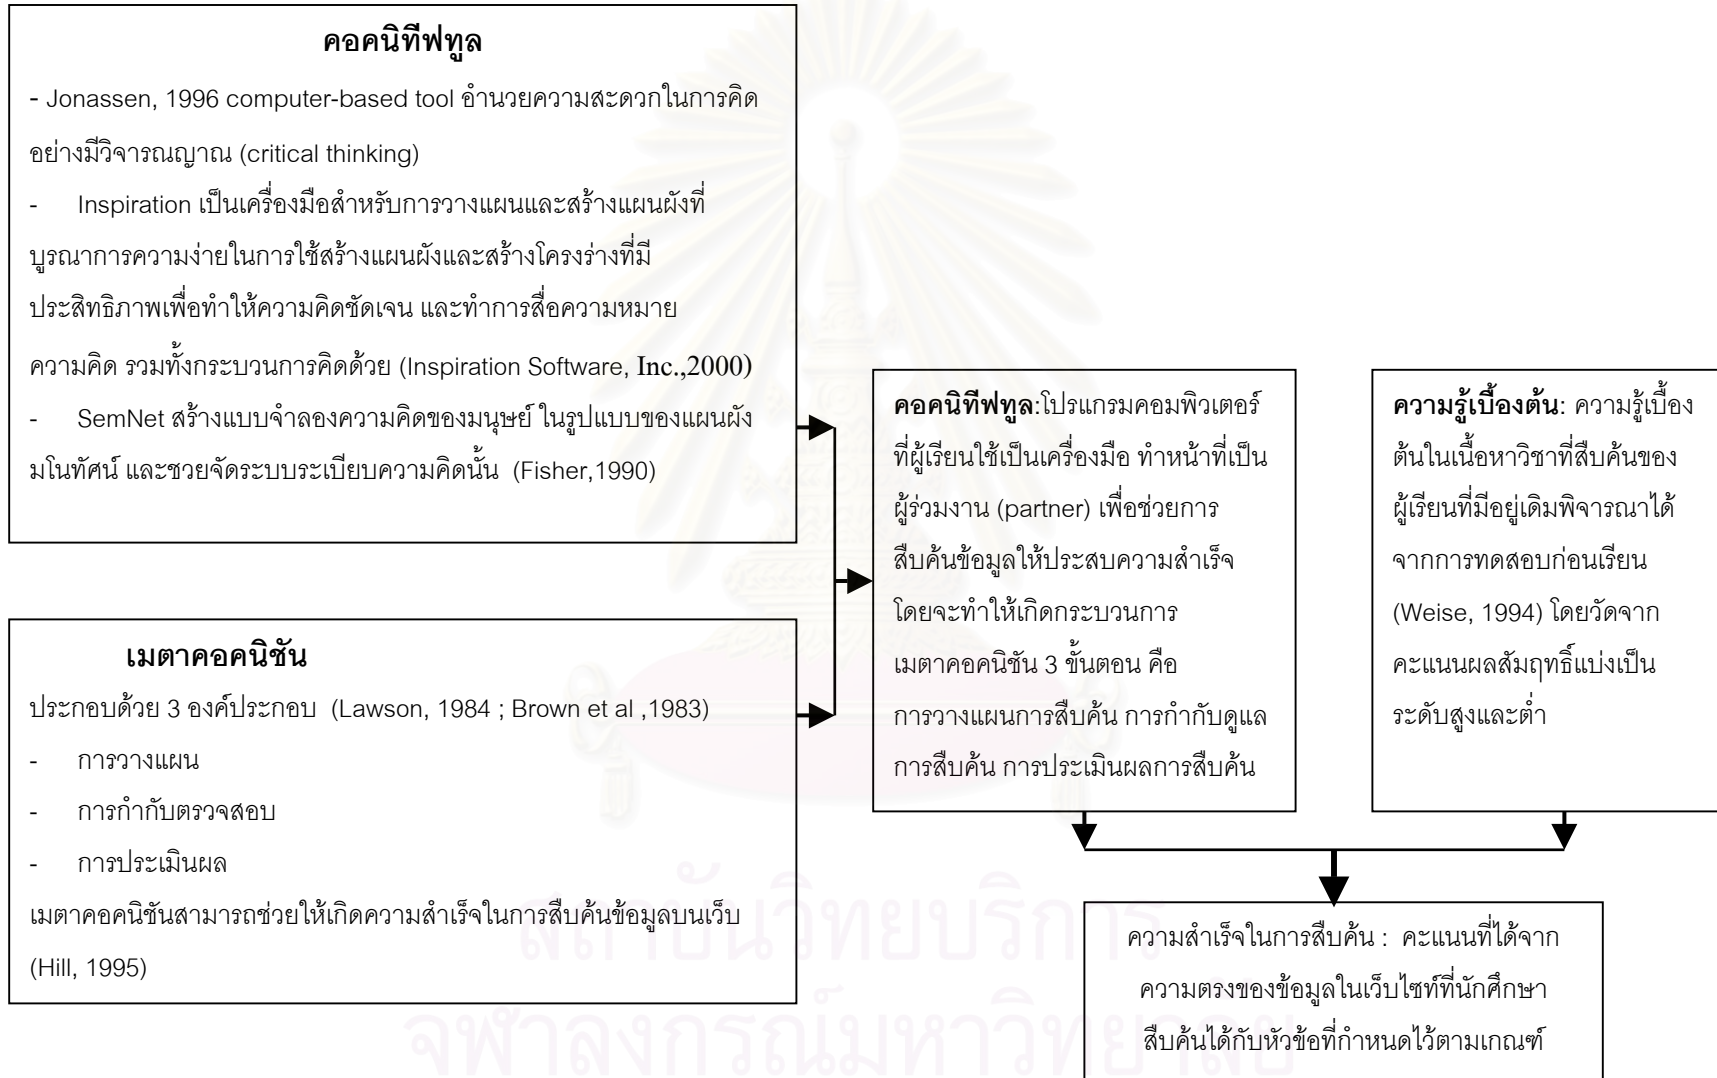 คอคนิทีฟทูล
- Jonassen, 1996 computer-based tool อำนวยความสะดวกในการคิด
อย่างมีวิจารณญาณ (critical thinking)
- Inspiration เป็นเครื่องมือสำหรับการวางแผนและสร้างแผนผังที่
บูรณาการความง่ายในการใช้สร้างแผนผังและสร้างโครงร่างที่มี
ประสิทธิภาพเพื่อทำให้ความคิดชัดเจน และทำการสื่อความหมาย
ความคิด รวมทั้งกระบวนการคิดด้วย (Inspiration Software, Inc.,2000)
- SemNet สร้างแบบจำลองความคิดของมนุษย์ ในรูปแบบของแผนผัง
มโนทัศน์ และชวยจัดระบบระเบียบความคิดนั้น (Fisher,1990)
เมตาคอคนิชัน
ประกอบด้วย 3 องค์ประกอบ (Lawson, 1984 ; Brown et al ,1983)
- การวางแผน
- การกำกับตรวจสอบ
- การประเมินผล
เมตาคอคนิชันสามารถช่วยให้เกิดความสำเร็จในการสืบค้นข้อมูลบนเว็บ
(Hill, 1995)
คอคนิทีฟทูล:โปรแกรมคอมพิวเตอร์
ที่ผู้เรียนใช้เป็นเครื่องมือ ทำหน้าที่เป็น
ผู้ร่วมงาน (partner) เพื่อช่วยการ
สืบค้นข้อมูลให้ประสบความสำเร็จ
โดยจะทำให้เกิดกระบวนการ
เมตาคอคนิชัน 3 ขั้นตอน คือ
การวางแผนการสืบค้น การกำกับดูแล
การสืบค้น การประเมินผลการสืบค้น
ความรู้เบื้องต้น: ความรู้เบื้อง
ต้นในเนื้อหาวิชาที่สืบค้นของ
ผู้เรียนที่มีอยู่เดิมพิจารณาได้
จากการทดสอบก่อนเรียน
(Weise, 1994) โดยวัดจาก
คะแนนผลสัมฤทธิ์แบ่งเป็น
ระดับสูงและต่ำ
ความสำเร็จในการสืบค้น : คะแนนที่ได้จาก
ความตรงของข้อมูลในเว็บไซท์ที่นักศึกษา
สืบค้นได้กับหัวข้อที่กำหนดไว้ตามเกณฑ์
สถาบันวิทยบริการ
จุฬาลงกรณ์มหาวิทยาลัย